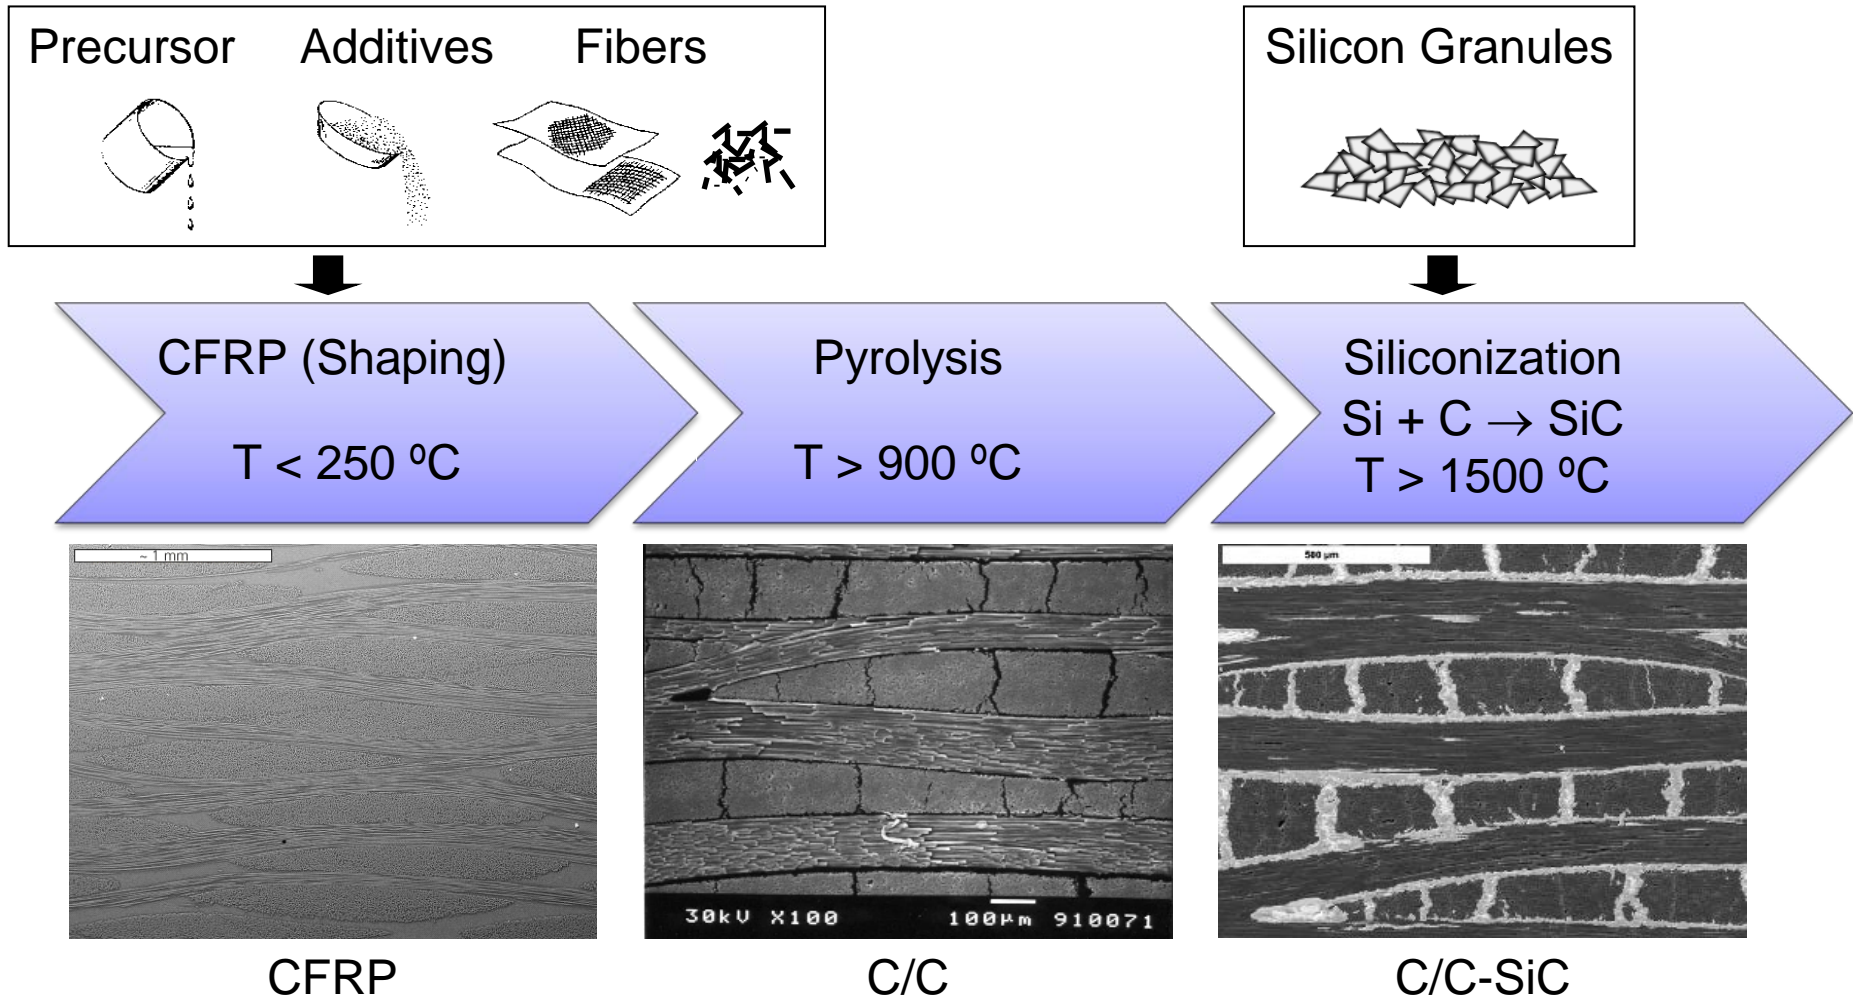 Precursor Additives Fibers
Silicon Granules
CFRP (Shaping)
T < 250 ºC
Pyrolysis
T > 900 ºC
Siliconization
Si + C → SiC
T > 1500 ºC
~ 1 mm
30kV X100 100µm 910071
500 µm
CFRP
C/C
C/C-SiC